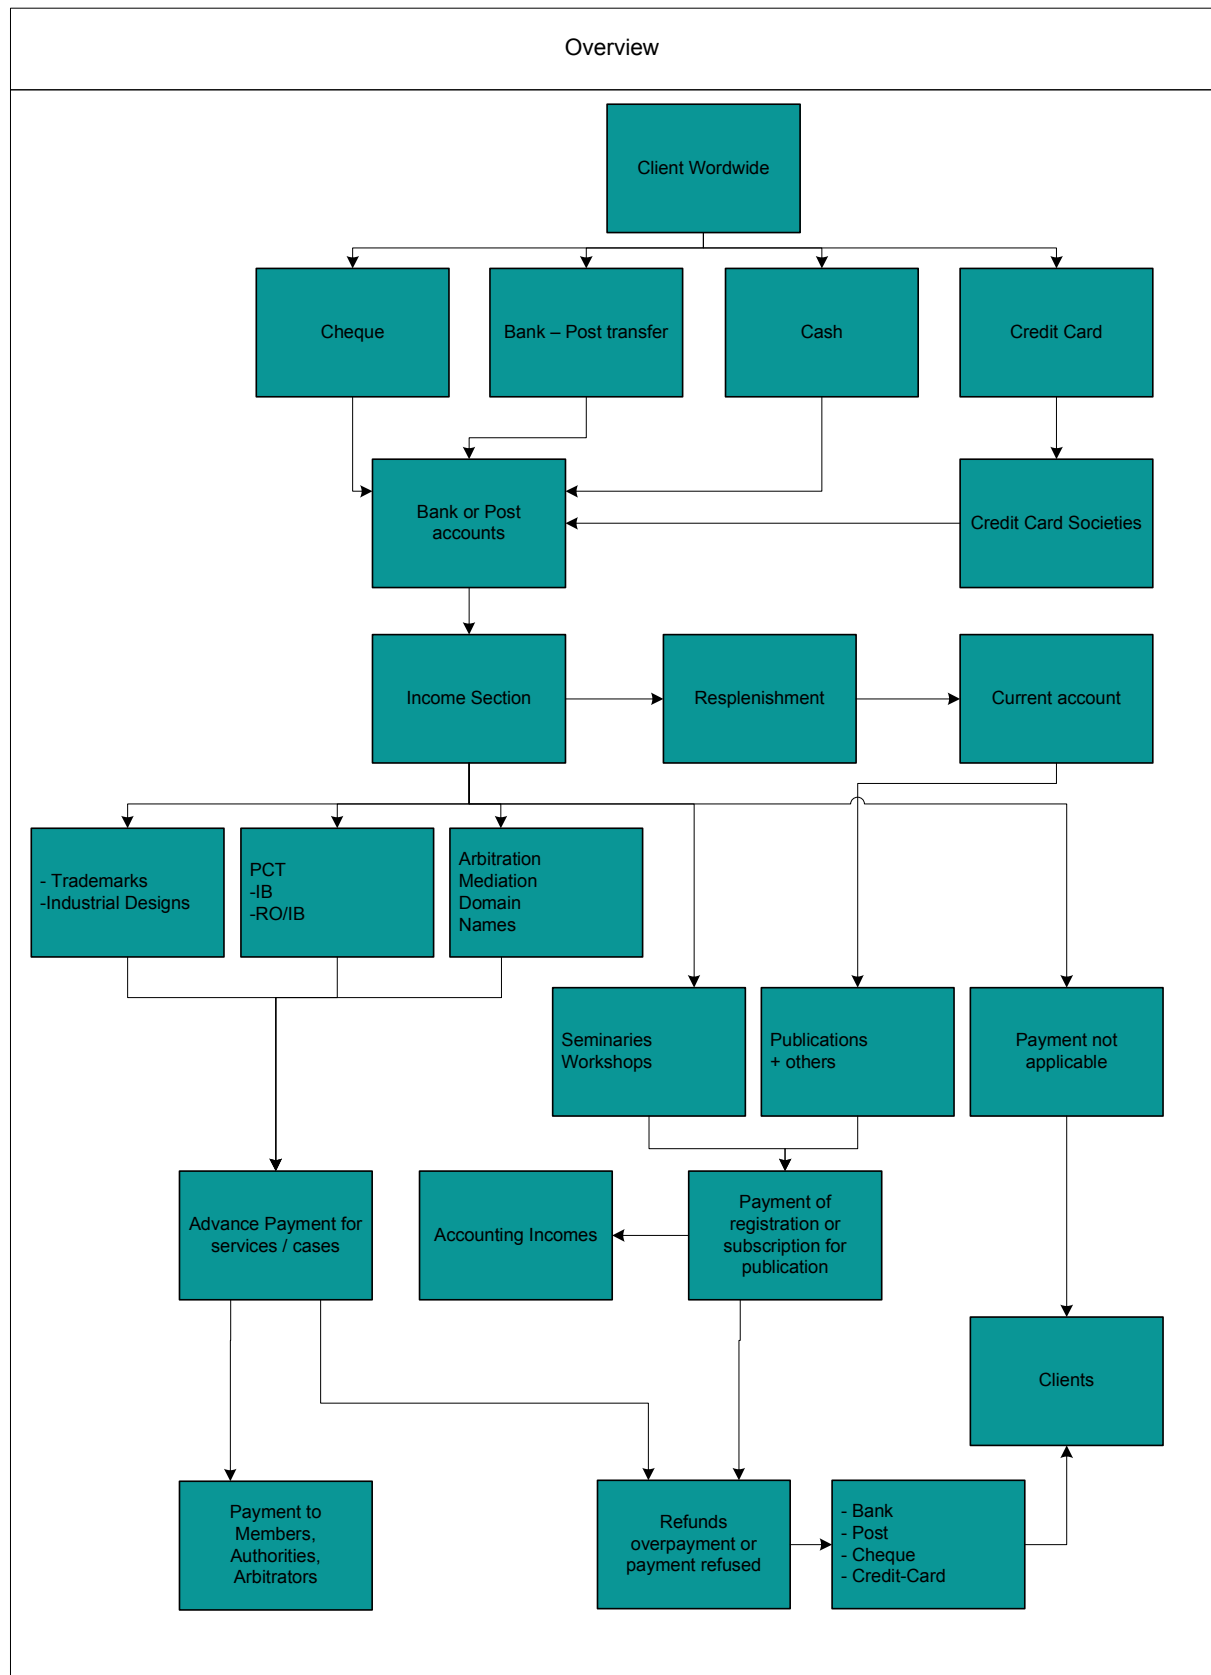 Overview
Client Wordwide
Cheque
Bank – Post transfer
Cash
Credit Card
Bank or Post
accounts
Credit Card Societies
Income Section
Resplenishment
Current account
- Trademarks
-Industrial Designs
PCT
-IB
-RO/IB
Arbitration
Mediation
Domain
Names
Seminaries
Workshops
Publications
+ others
Payment not
applicable
Advance Payment for
services / cases
Accounting Incomes
Payment of
registration or
subscription for
publication
Clients
Payment to
Members,
Authorities,
Arbitrators
Refunds
overpayment or
payment refused
- Bank
- Post
- Cheque
- Credit-Card